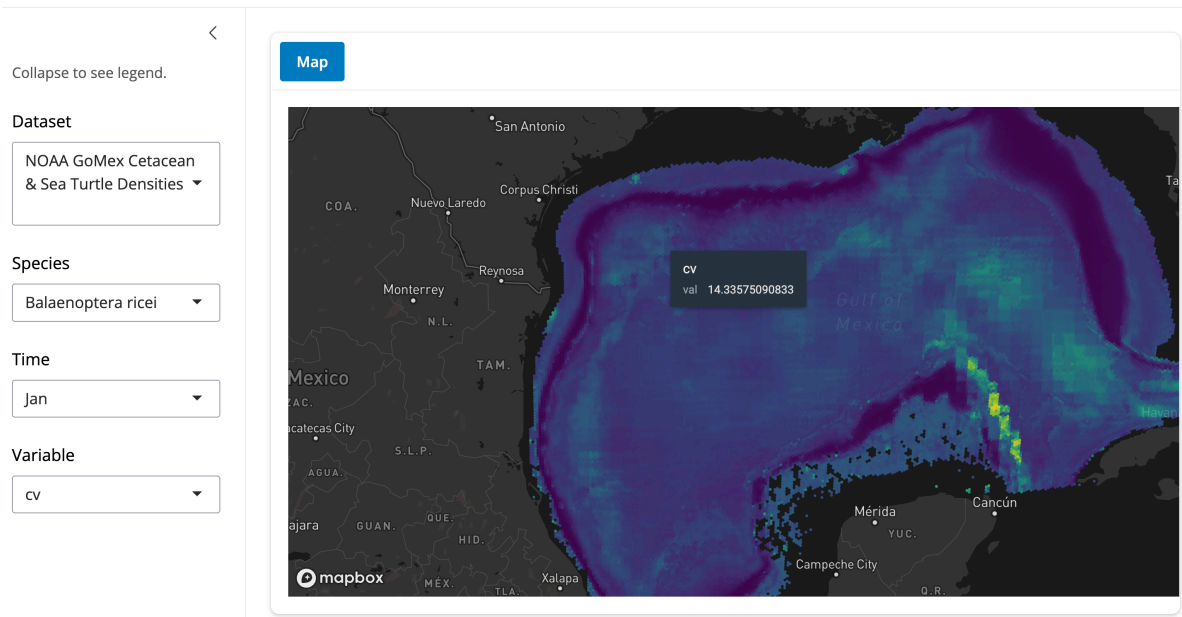 Collapse to see legend.
Dataset
NOAA GoMex Cetacean
& Sea Turtle Densities
Species
Balaenoptera ricei
Time
Jan
Variable
cv
Map
San Antonio
Ta
Corpus Christi
COA.
Nuevo Laredo
Reynosa
cv
val 14.33575090833
Monterrey
Gulf of
Mexico
N.L.
TAM.
Mexico
ZAC.
Havan
acatecas City
S.L.P.
AGUA.
Cancún
Mérida
ajara
GUAN.
QUE.
YUC.
HID.
Campeche City
mapbox
MÉX.
Xalapa
TLA.
Q.R.